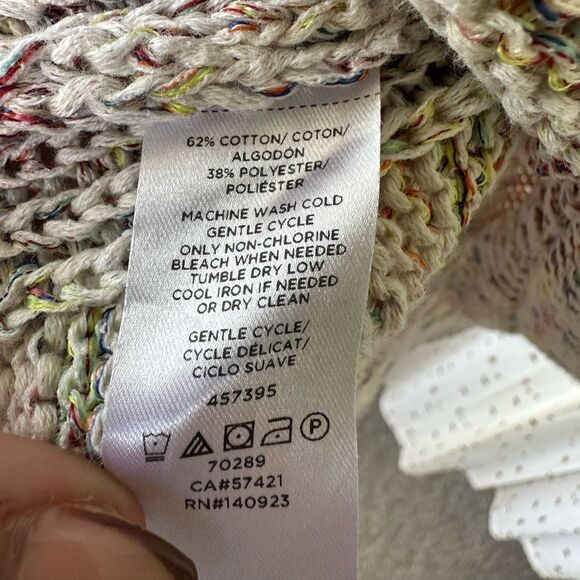 62% COTTON/ COTON/
ALGODÓN
38% POLYESTER/
POLIÉSTER
MACHINE WASH COLD
GENTLE CYCLE
ONLY NON-CHLORINE
BLEACH WHEN NEEDED
TUMBLE DRY LOW
COOL IRON IF NEEDED
OR DRY CLEAN
GENTLE CYCLE/
CYCLE DÉLICAT/
CICLO SUAVE
457395
P
70289
CA#57421
RN#140923